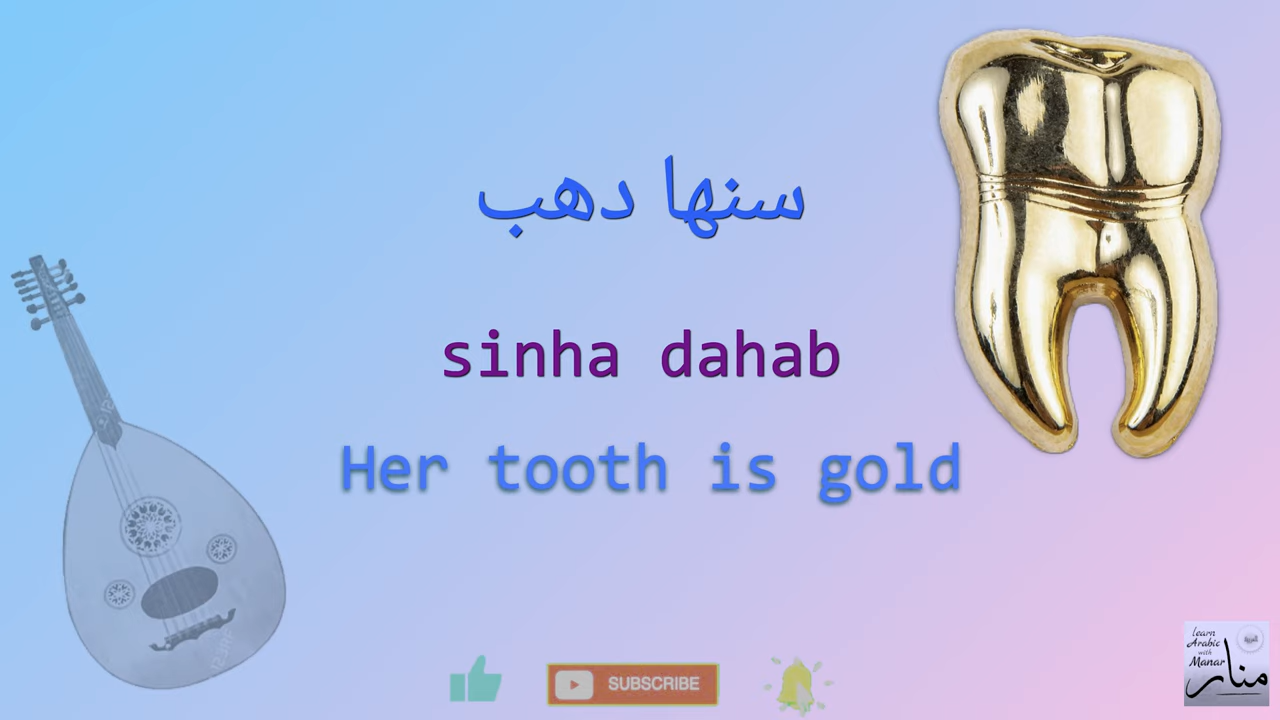 سنها دهب
sinha dahab
Her tooth is gold
SUBSCRIBE
learn
Arabic
with
Manar
منار